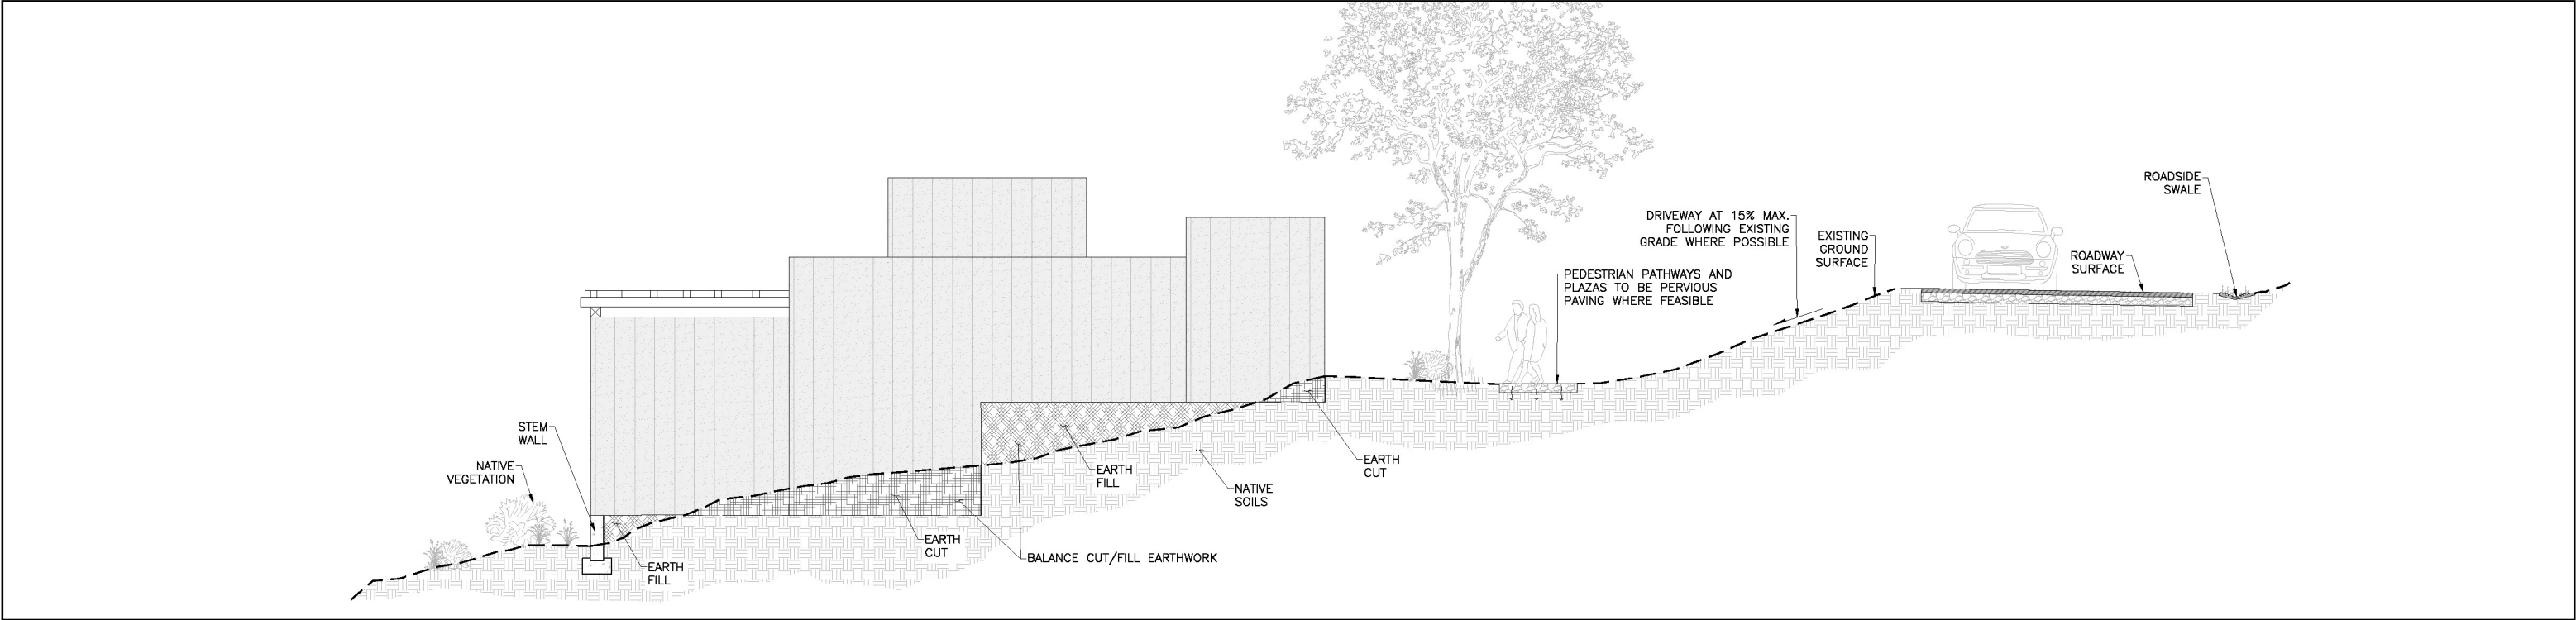 ROADSIDE
SWALE
DRIVEWAY AT 15% MAX.
FOLLOWING EXISTING
GRADE WHERE POSSIBLE
EXISTING
GROUND
SURFACE
ROADWAY
SURFACE
PEDESTRIAN PATHWAYS AND
PLAZAS TO BE PERVIOUS
PAVING WHERE FEASIBLE
STEM
WALL
NATIVE
VEGETATION
EARTH
FILL
EARTH
CUT
NATIVE
SOILS
EARTH
CUT
BALANCE CUT/FILL EARTHWORK
EARTH
FILL